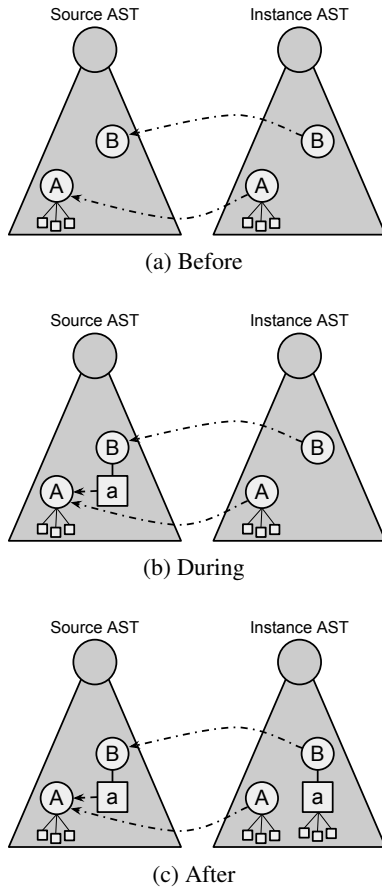 Source AST Instance AST
B B
A A
(a) Before
Source AST Instance AST
B B
A a A
(b) During
Source AST Instance AST
B B
A a A a
(c) After